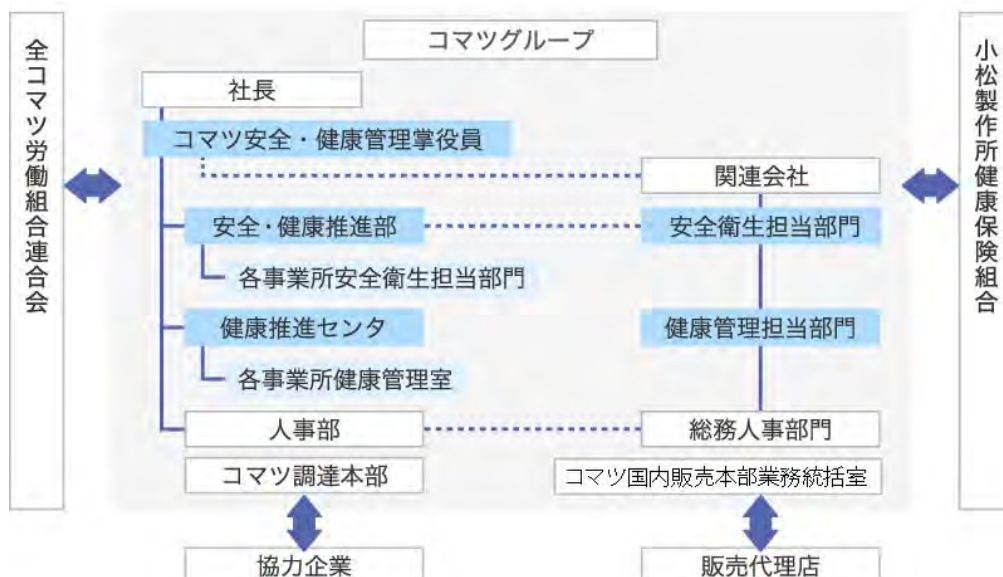 全コマツ労働組合連合会
コマツグループ
社長
コマツ安全・健康管理掌役員
関連会社
安全・健康推進部
安全衛生担当部門
各事業所安全衛生担当部門
健康推進センタ
健康管理担当部門
各事業所健康管理室
人事部
総務人事部門
コマツ調達本部
コマツ国内販売本部業務統括室
協力企業
販売代理店
小松製作所健康保険組合